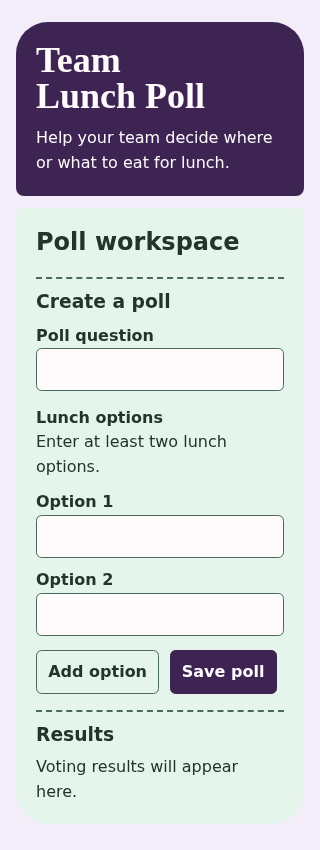 Team
Lunch Poll
Help your team decide where
or what to eat for lunch.
Poll workspace
Create a poll
Poll question
Lunch options
Enter at least two lunch
options.
Option 1
Option 2
Add option
Save poll
Results
Voting results will appear
here.